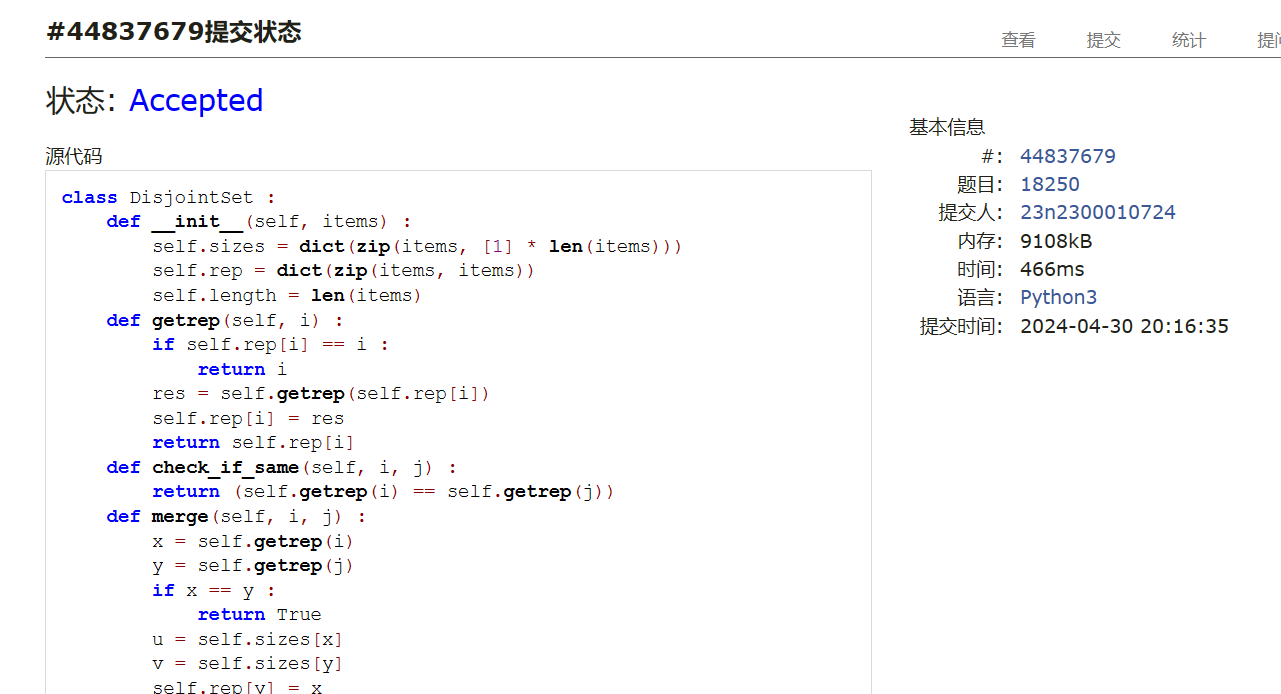 #44837679提交状态
查看 提交 统计 提问
状态: Accepted
源代码
class DisjointSet :
    def __init__(self, items) :
        self.sizes = dict(zip(items, [1] * len(items)))
        self.rep = dict(zip(items, items))
        self.length = len(items)
    def getrep(self, i) :
        if self.rep[i] == i :
            return i
        res = self.getrep(self.rep[i])
        self.rep[i] = res
        return self.rep[i]
    def check_if_same(self, i, j) :
        return (self.getrep(i) == self.getrep(j))
    def merge(self, i, j) :
        x = self.getrep(i)
        y = self.getrep(j)
        if x == y :
            return True
        u = self.sizes[x]
        v = self.sizes[y]
        self.rep[y] = x
基本信息
#: 44837679
题目: 18250
提交人: 23n2300010724
内存: 9108kB
时间: 466ms
语言: Python3
提交时间: 2024-04-30 20:16:35